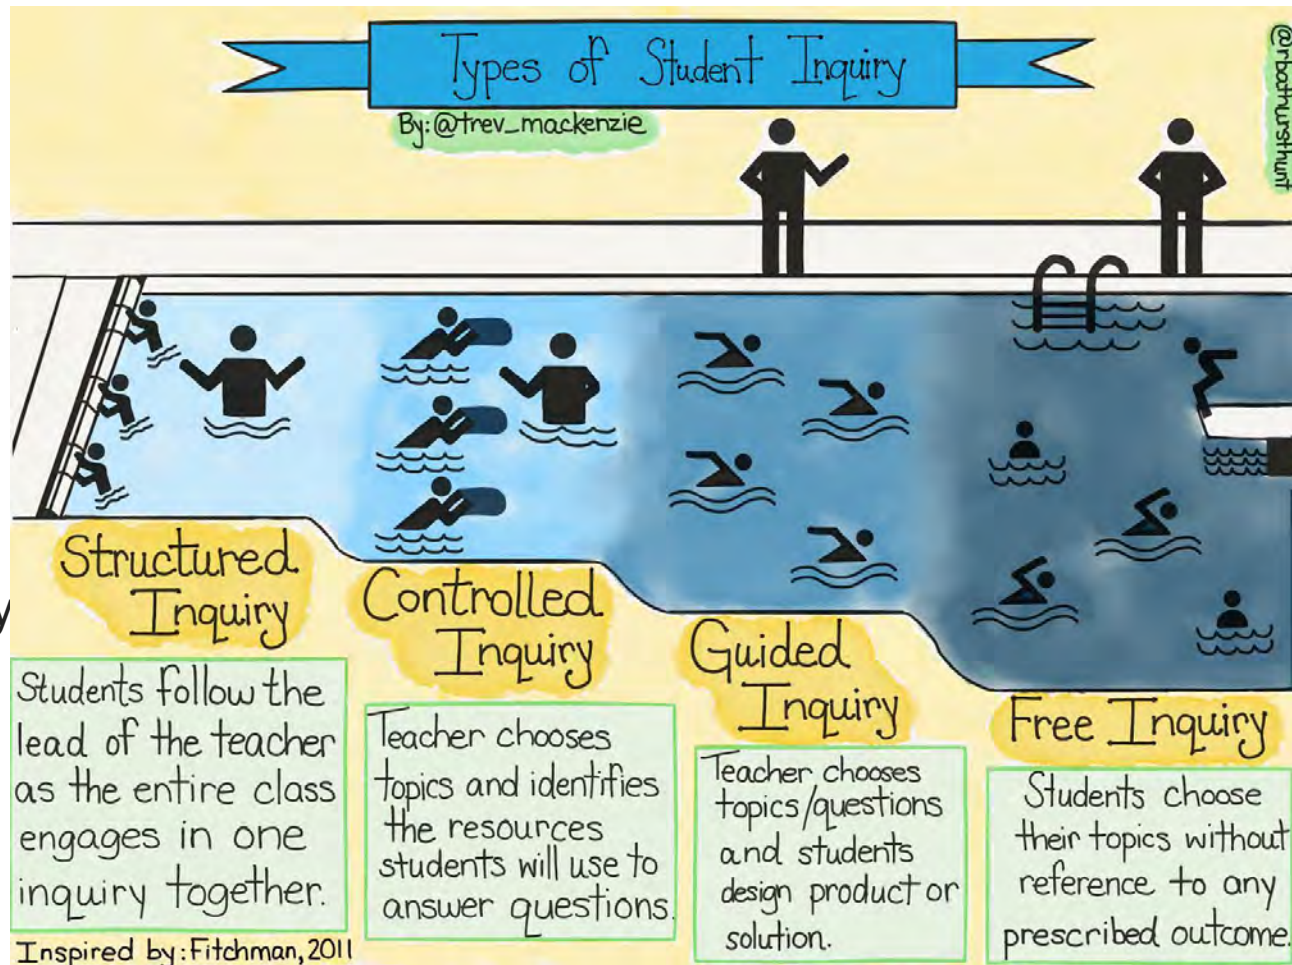 Types of Student Inquiry
By:@trev_mackenzie
@rbathursthunt
y
Structured
Inquiry
Students follow the
lead of the teacher
as the entire class
engages in one
inquiry together.
Controlled
Inquiry
Teacher chooses
topics and identifies
the resources
students will use to
answer questions.
Guided
Inquiry
Teacher chooses
topics/questions
and students
design product or
solution.
Free Inquiry
Students choose
their topics without
reference to any
prescribed outcome.
Inspired by:Fitchman,2011